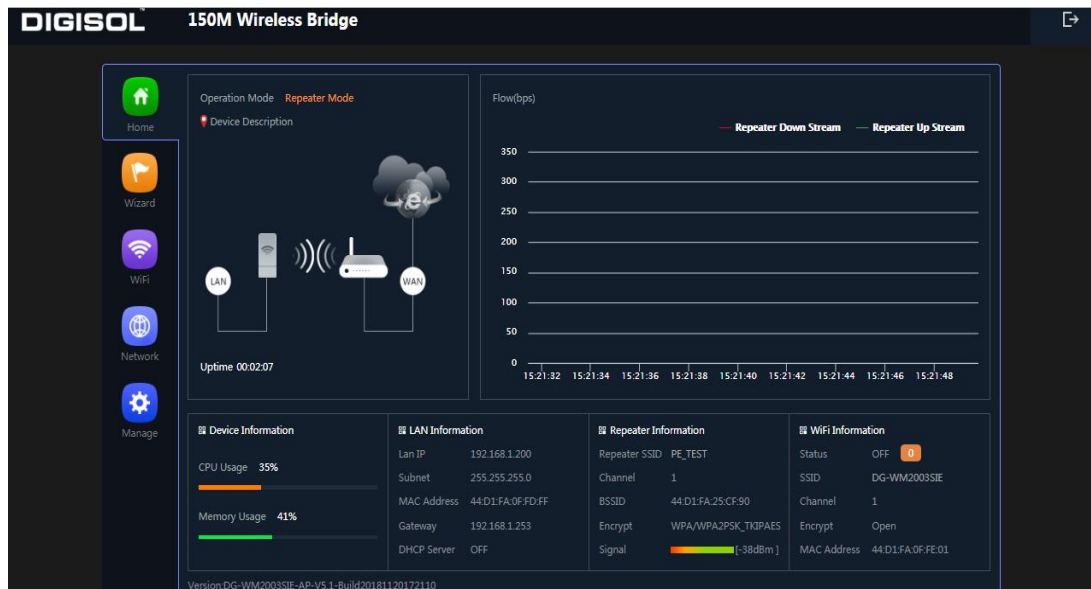 DIGISOL™ 150M Wireless Bridge
Home
Wizard
WiFi
Network
Manage
Operation Mode Repeater Mode
Device Description
LAN
WAN
Uptime 00:02:07
Flow(bps)
Repeater Down Stream Repeater Up Stream
350
300
250
200
150
100
50
0
15:21:32 15:21:34 15:21:36 15:21:38 15:21:40 15:21:42 15:21:44 15:21:46 15:21:48
Device Information
CPU Usage 35%
Memory Usage 41%
LAN Information
Lan IP 192.168.1.200
Subnet 255.255.255.0
MAC Address 44:D1:FA:0F:FD:FF
Gateway 192.168.1.253
DHCP Server OFF
Repeater Information
Repeater SSID PE_TEST
Channel 1
BSSID 44:D1:FA:25:CF:90
Encrypt WPA/WPA2PSK_TKIPAES
Signal [-38dBm ]
WiFi Information
Status OFF 0
SSID DG-WM2003SIE
Channel 1
Encrypt Open
MAC Address 44:D1:FA:0F:FE:01
Version:DG-WM2003SIE-AP-V5.1-Build20181120172110